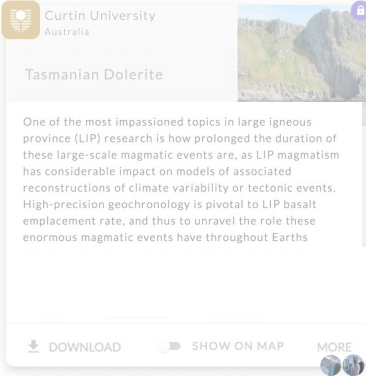 Curtin University
Australia
Tasmanian Dolerite
One of the most impassioned topics in large igneous
province (LIP) research is how prolonged the duration of
these large-scale magmatic events are, as LIP magmatism
has considerable impact on models of associated
reconstructions of climate variability or tectonic events.
High-precision geochronology is pivotal to LIP basalt
emplacement rate, and thus to unravel the role these
enormous magmatic events have throughout Earths
DOWNLOAD
SHOW ON MAP
MORE